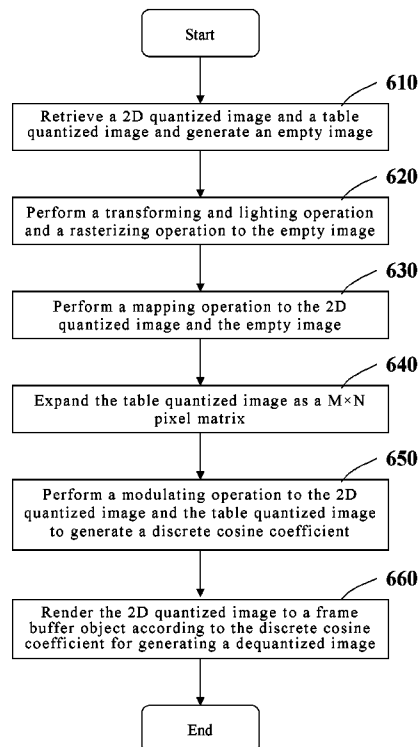 Start
610
Retrieve a 2D quantized image and a table
quantized image and generate an empty image
620
Perform a transforming and lighting operation
and a rasterizing operation to the empty image
630
Perform a mapping operation to the 2D
quantized image and the empty image
640
Expand the table quantized image as a M×N
pixel matrix
650
Perform a modulating operation to the 2D
quantized image and the table quantized image
to generate a discrete cosine coefficient
660
Render the 2D quantized image to a frame
buffer object according to the discrete cosine
coefficient for generating a dequantized image
End